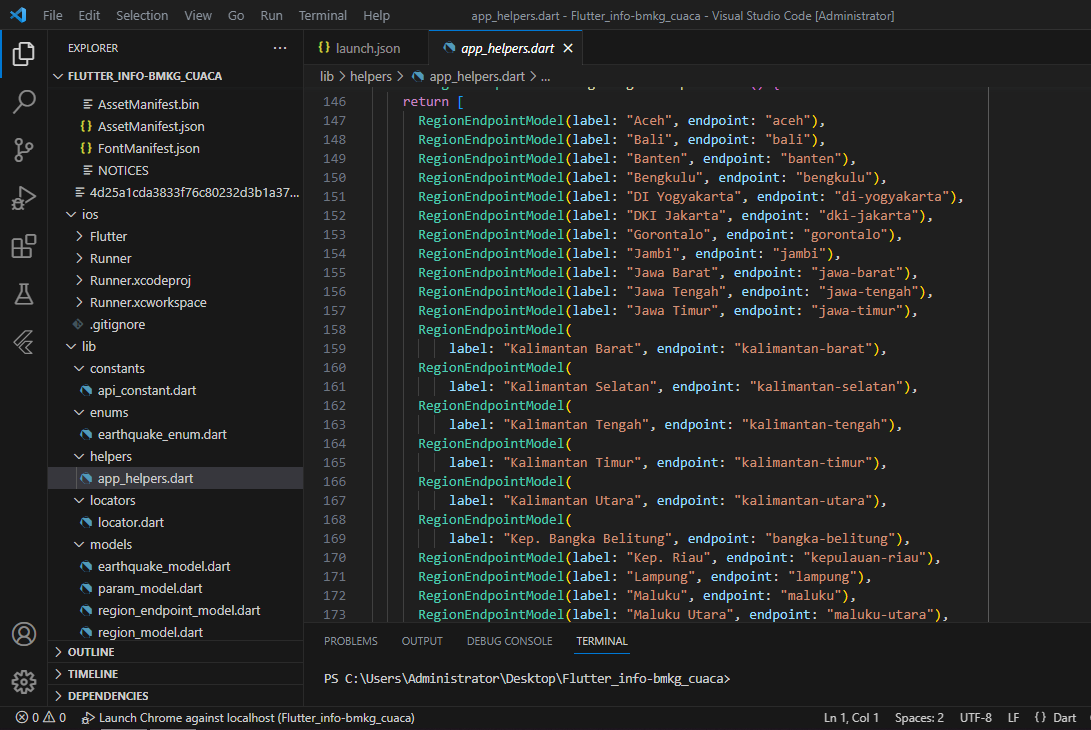 File Edit Selection View Go Run Terminal Help
app_helpers.dart - Flutter_info-bmkg_cuaca - Visual Studio Code [Administrator]
EXPLORER
FLUTTER_INFO-BMKG_CUACA
AssetManifest.bin
AssetManifest.json
FontManifest.json
NOTICES
4d25a1cda3833f76c80232d3b1a37...
ios
Flutter
Runner
Runner.xcodeproj
Runner.xcworkspace
.gitignore
lib
constants
api_constant.dart
enums
earthquake_enum.dart
helpers
app_helpers.dart
locators
locator.dart
models
earthquake_model.dart
param_model.dart
region_endpoint_model.dart
region_model.dart
OUTLINE
TIMELINE
DEPENDENCIES
launch.json app_helpers.dart
lib > helpers > app_helpers.dart > ...
146 return [
147 RegionEndpointModel(label: "Aceh", endpoint: "aceh"),
148 RegionEndpointModel(label: "Bali", endpoint: "bali"),
149 RegionEndpointModel(label: "Banten", endpoint: "banten"),
150 RegionEndpointModel(label: "Bengkulu", endpoint: "bengkulu"),
151 RegionEndpointModel(label: "DI Yogyakarta", endpoint: "di-yogyakarta"),
152 RegionEndpointModel(label: "DKI Jakarta", endpoint: "dki-jakarta"),
153 RegionEndpointModel(label: "Gorontalo", endpoint: "gorontalo"),
154 RegionEndpointModel(label: "Jambi", endpoint: "jambi"),
155 RegionEndpointModel(label: "Jawa Barat", endpoint: "jawa-barat"),
156 RegionEndpointModel(label: "Jawa Tengah", endpoint: "jawa-tengah"),
157 RegionEndpointModel(label: "Jawa Timur", endpoint: "jawa-timur"),
158 RegionEndpointModel(
159 label: "Kalimantan Barat", endpoint: "kalimantan-barat"),
160 RegionEndpointModel(
161 label: "Kalimantan Selatan", endpoint: "kalimantan-selatan"),
162 RegionEndpointModel(
163 label: "Kalimantan Tengah", endpoint: "kalimantan-tengah"),
164 RegionEndpointModel(
165 label: "Kalimantan Timur", endpoint: "kalimantan-timur"),
166 RegionEndpointModel(
167 label: "Kalimantan Utara", endpoint: "kalimantan-utara"),
168 RegionEndpointModel(
169 label: "Kep. Bangka Belitung", endpoint: "bangka-belitung"),
170 RegionEndpointModel(label: "Kep. Riau", endpoint: "kepulauan-riau"),
171 RegionEndpointModel(label: "Lampung", endpoint: "lampung"),
172 RegionEndpointModel(label: "Maluku", endpoint: "maluku"),
173 RegionEndpointModel(label: "Maluku Utara", endpoint: "maluku-utara"),
PROBLEMS OUTPUT DEBUG CONSOLE TERMINAL
PS C:\Users\Administrator\Desktop\Flutter_info-bmkg_cuaca>
0 0 Launch Chrome against localhost (Flutter_info-bmkg_cuaca) Ln 1, Col 1 Spaces: 2 UTF-8 LF {} Dart